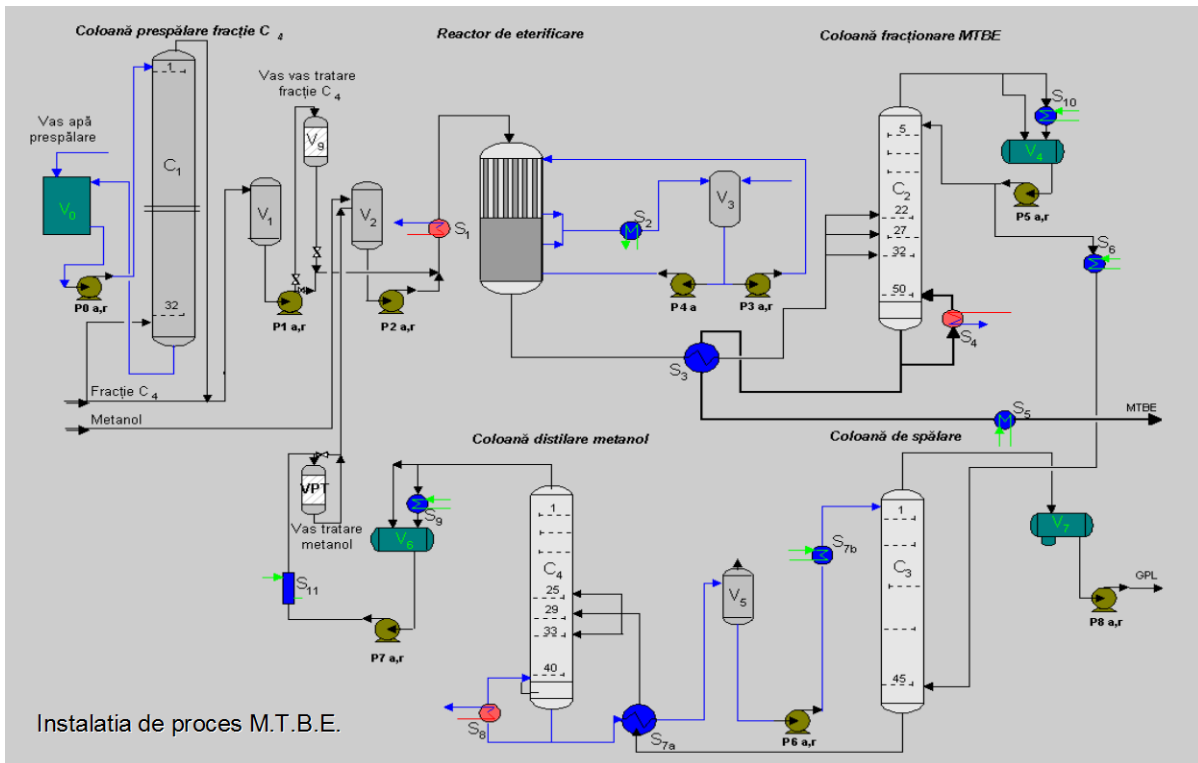 Coloană prespălare fracție C 4
Reactor de eterificare
Coloană fracționare MTBE
Vas vas tratare
fracție C 4
Vas apă
prespălare
1
C1
32
V0
P0 a,r
V9
V1
P1 a,r
V2
P2 a,r
S1
S2
V3
P4 a
P3 a,r
S3
5
C2
22
27
32
50
S10
V4
P5 a,r
S6
S4
Fracție C 4
Metanol
S5
MTBE
Coloană distilare metanol
Coloană de spălare
VPT
Vas tratare
metanol
S9
V6
S11
P7 a,r
1
C4
25
29
33
40
S8
S7a
V5
P6 a,r
S7b
1
C3
45
V7
GPL
P8 a,r
Instalatia de proces M.T.B.E.